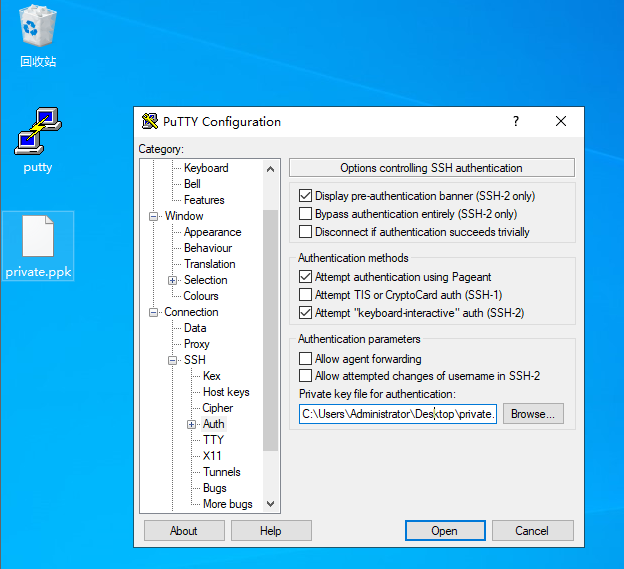 回收站
putty
private.ppk
PuTTY Configuration
?
Category:
Keyboard
Bell
Features
Window
Appearance
Behaviour
Translation
Selection
Colours
Connection
Data
Proxy
SSH
Kex
Host keys
Cipher
Auth
TTY
X11
Tunnels
Bugs
More bugs
Options controlling SSH authentication
Display pre-authentication banner (SSH-2 only)
Bypass authentication entirely (SSH-2 only)
Disconnect if authentication succeeds trivially
Authentication methods
Attempt authentication using Pageant
Attempt TIS or CryptoCard auth (SSH-1)
Attempt "keyboard-interactive" auth (SSH-2)
Authentication parameters
Allow agent forwarding
Allow attempted changes of username in SSH-2
Private key file for authentication:
C:\Users\Administrator\Desktop\private.
Browse...
About
Help
Open
Cancel